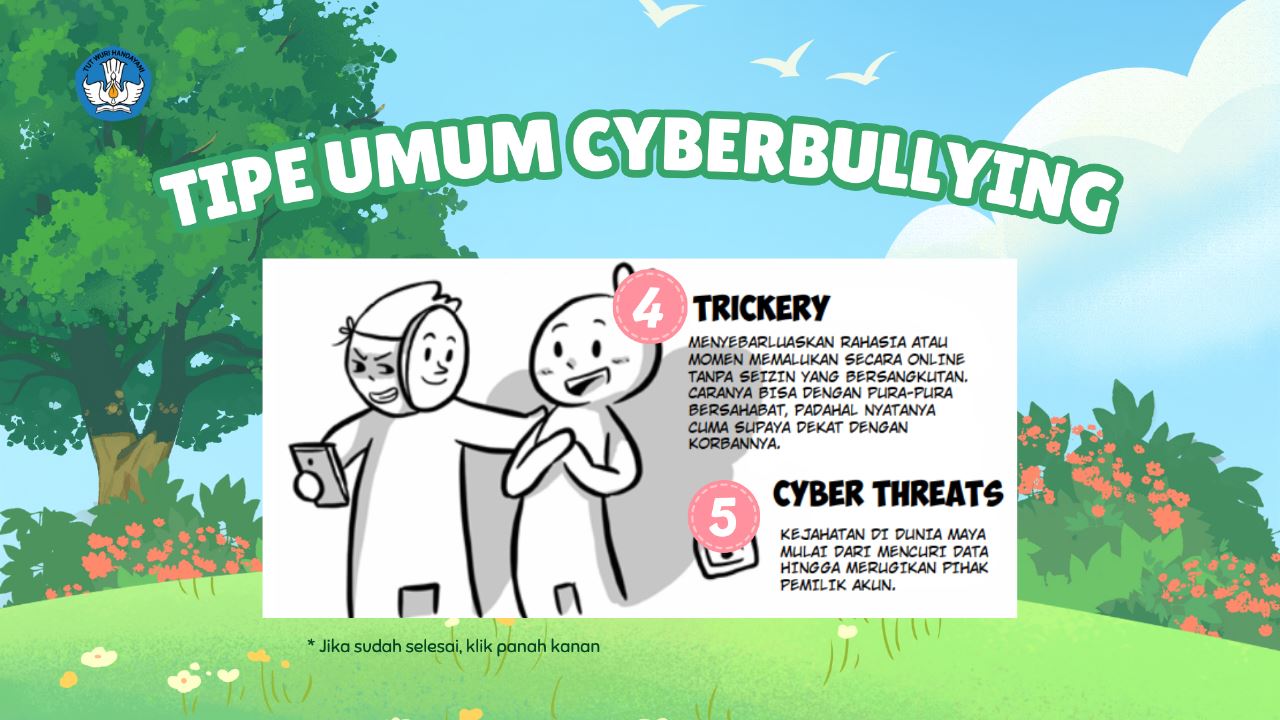 TUT WURI HANDAYANI
TIPE UMUM CYBERBULLYING
4
TRICKERY
MENYEBARLUASKAN RAHASIA ATAU
MOMEN MEMALUKAN SECARA ONLINE
TANPA SEIZIN YANG BERSANGKUTAN.
CARANYA BISA DENGAN PURA-PURA
BERSAHABAT, PADAHAL NYATANYA
CUMA SUPAYA DEKAT DENGAN
KORBANNYA.
5
CYBER THREATS
KEJAHATAN DI DUNIA MAYA
MULAI DARI MENCURI DATA
HINGGA MERUGIKAN PIHAK
PEMILIK AKUN.
* Jika sudah selesai, klik panah kanan